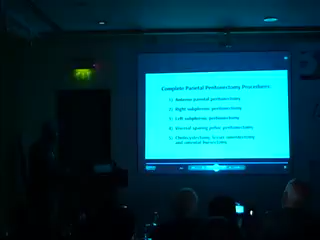 Complete Parietal Peritonectomy Procedures:
1) Anterior parietal peritonectomy
2) Right subphrenic peritonectomy
3) Left subphrenic peritonectomy
4) Visceral sparing pelvic peritonectomy
5) Cholecystectomy, lesser omentectomy
and omental bursectomy